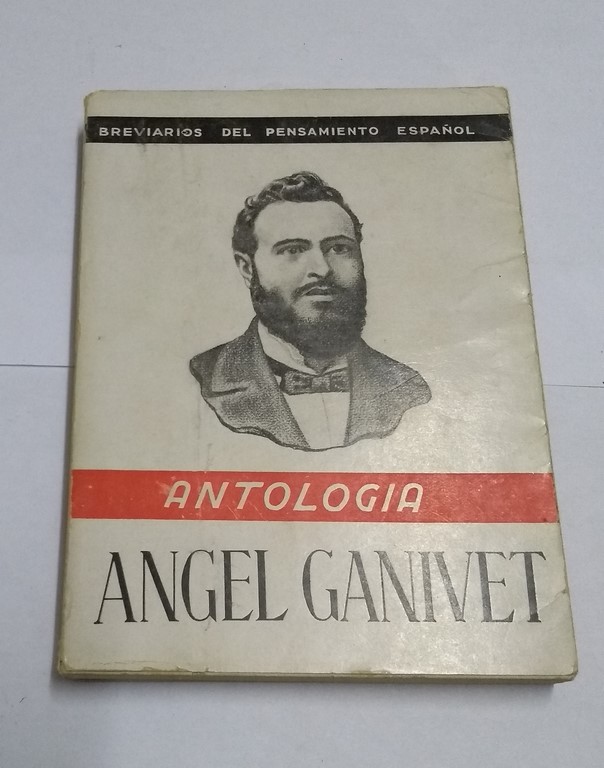 BREVIARIOS DEL PENSAMIENTO ESPAÑOL
ANTOLOGIA
ANGEL GANIVET